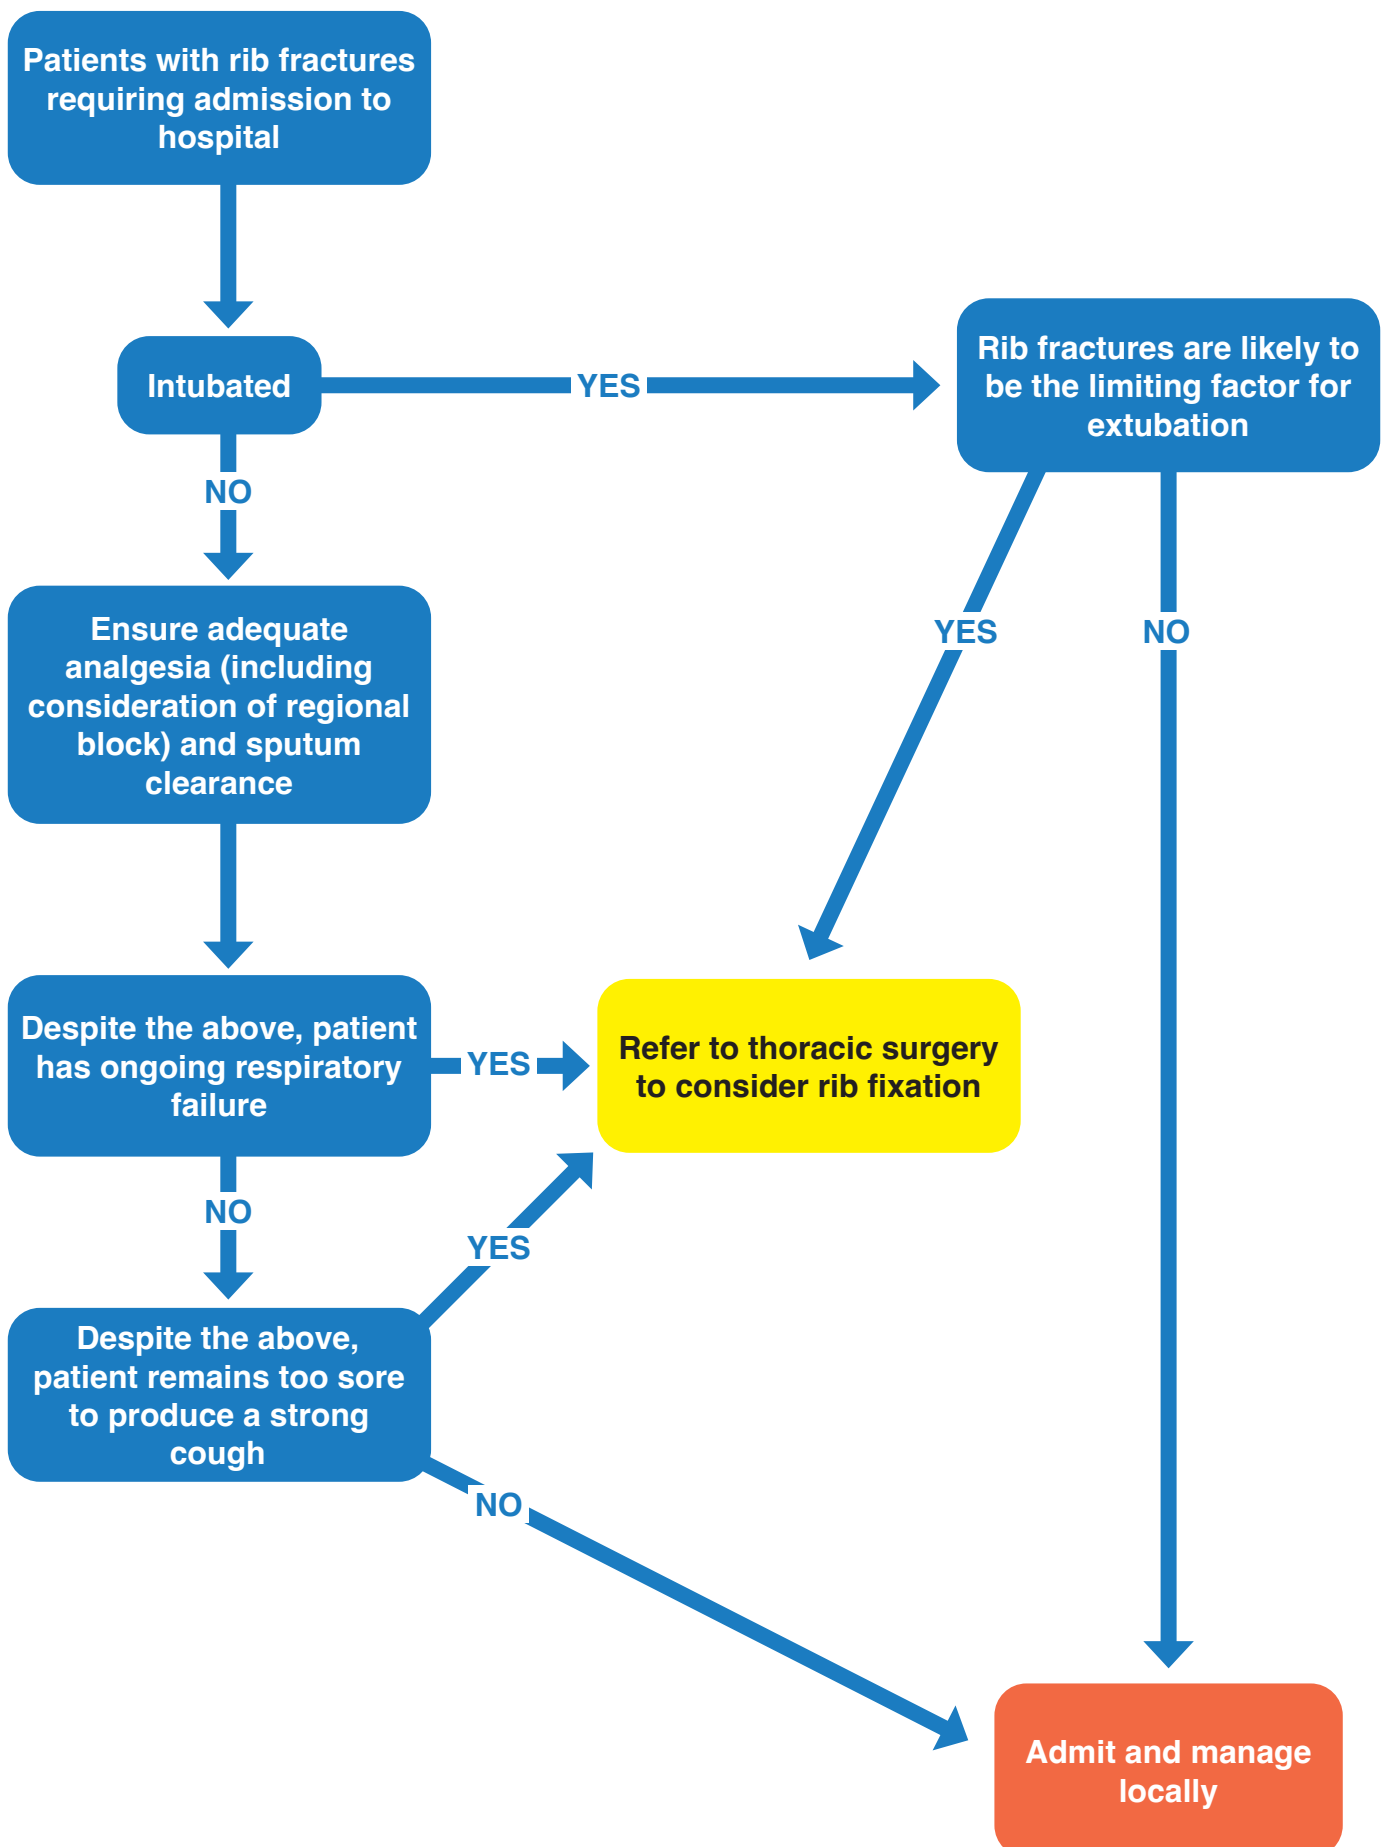 Patients with rib fractures
requiring admission to
hospital
Intubated
YES
Rib fractures are likely to
be the limiting factor for
extubation
NO
Ensure adequate
analgesia (including
consideration of regional
block) and sputum
clearance
YES
NO
Despite the above, patient
has ongoing respiratory
failure
YES
Refer to thoracic surgery
to consider rib fixation
NO
YES
Despite the above,
patient remains too sore
to produce a strong
cough
NO
Admit and manage
locally